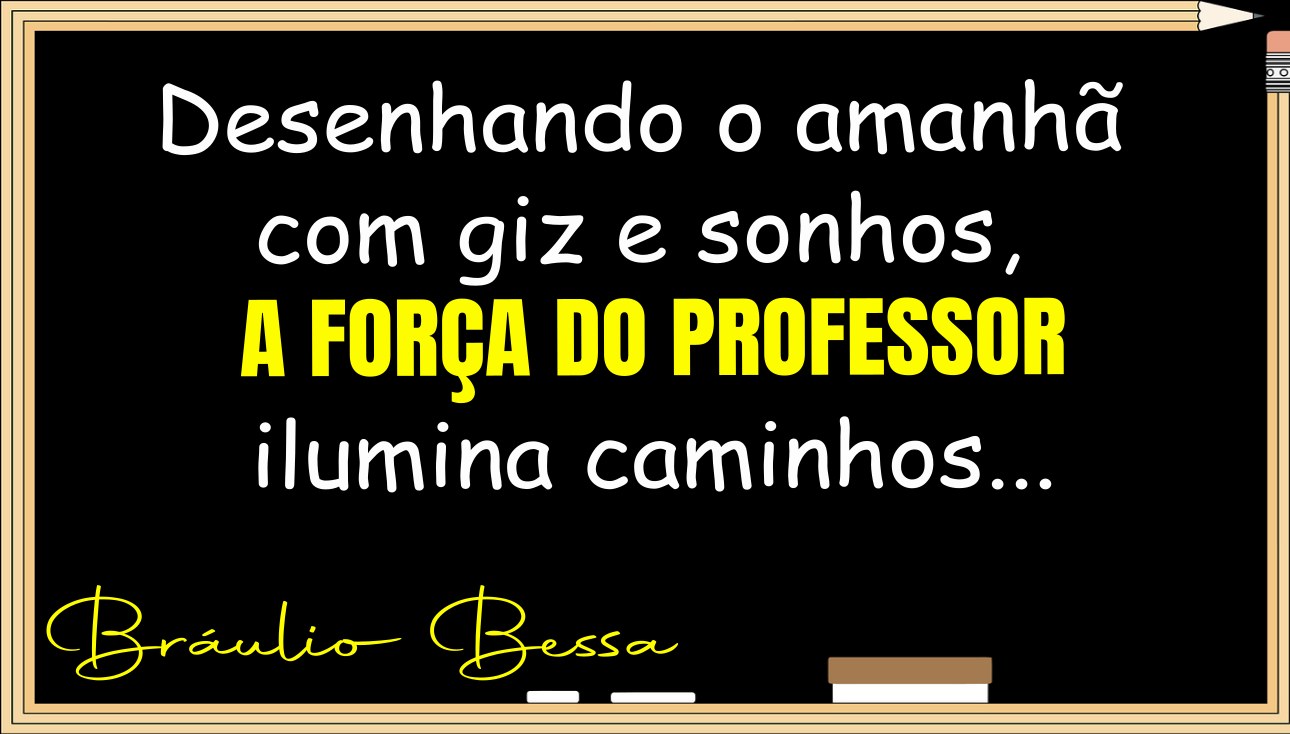 Desenhando o amanhã
com giz e sonhos,
A FORÇA DO PROFESSOR
ilumina caminhos...
Bráulio Bessa